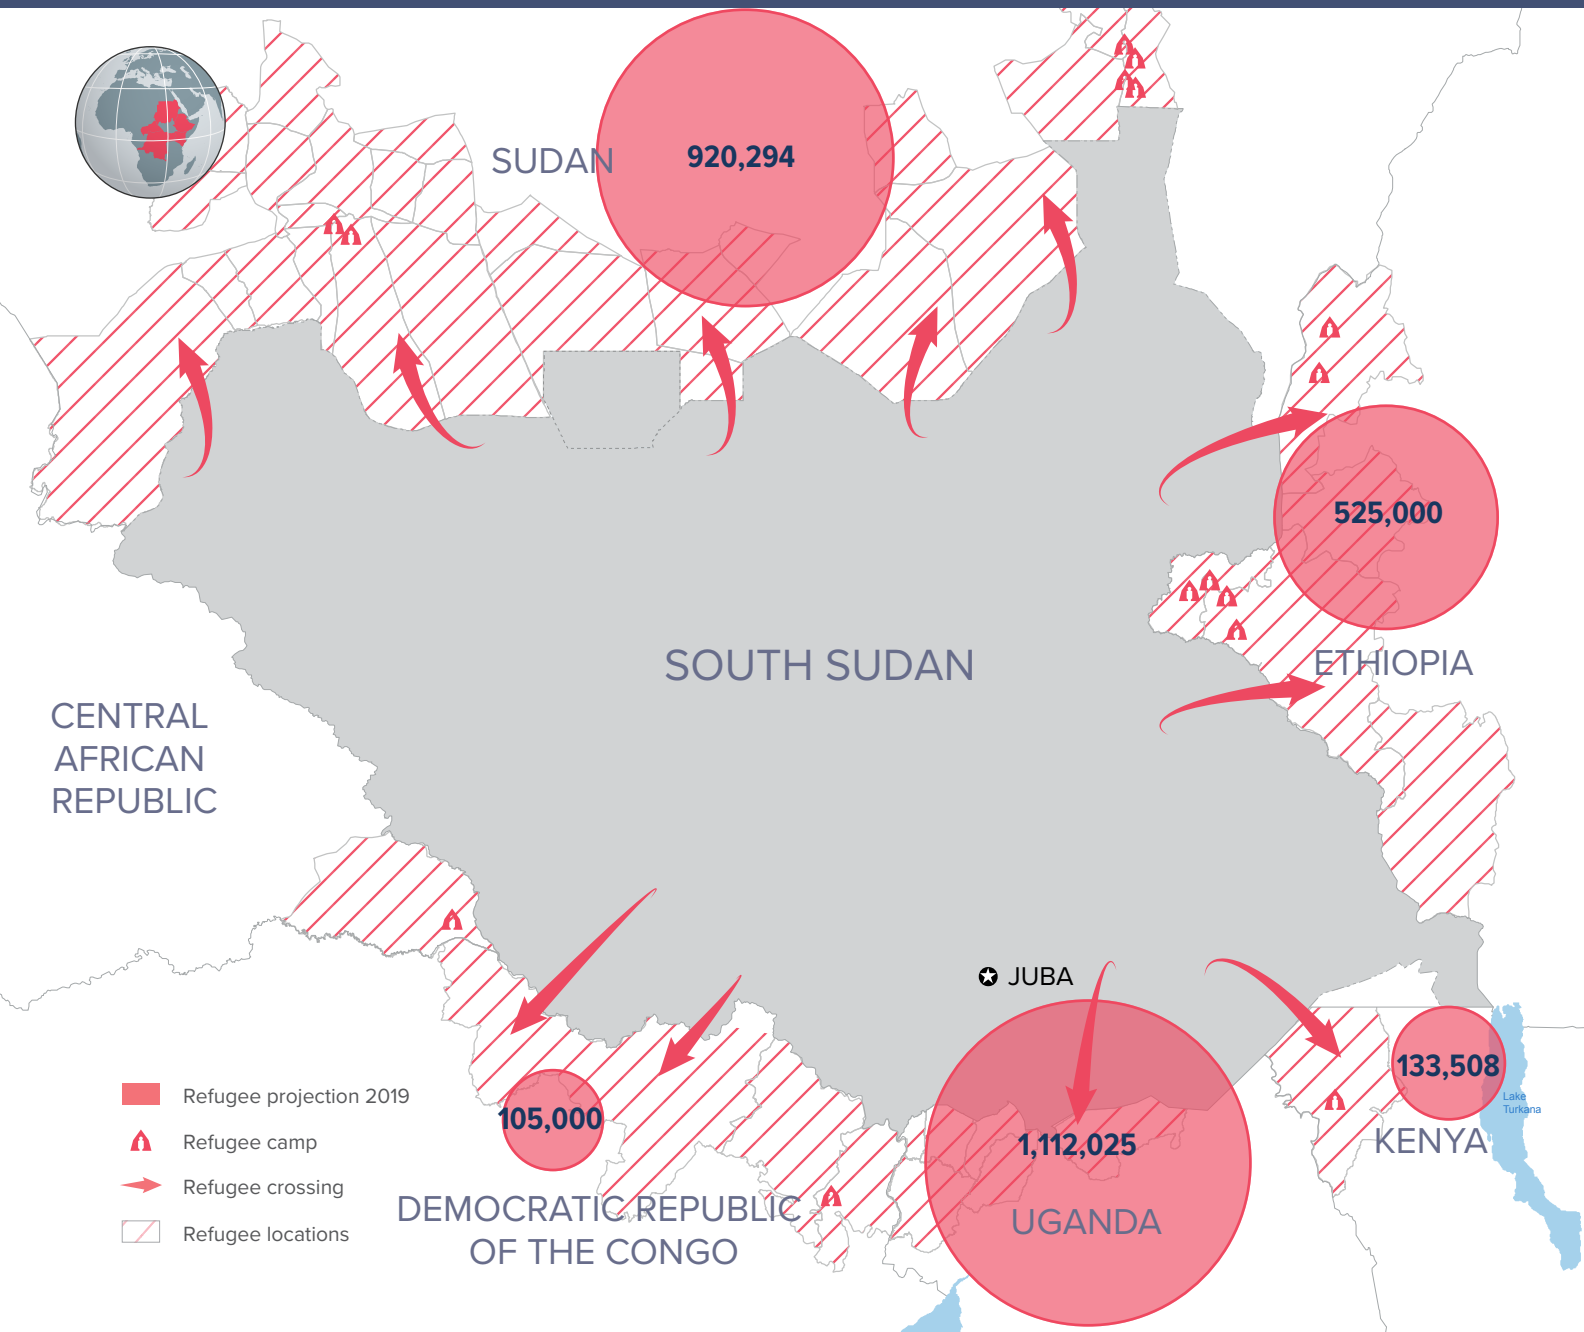 SUDAN
920,294
525,000
SOUTH SUDAN
ETHIOPIA
CENTRAL
AFRICAN
REPUBLIC
JUBA
133,508
Lake
Turkana
KENYA
105,000
1,112,025
UGANDA
DEMOCRATIC REPUBLIC
OF THE CONGO
Refugee projection 2019
Refugee camp
Refugee crossing
Refugee locations